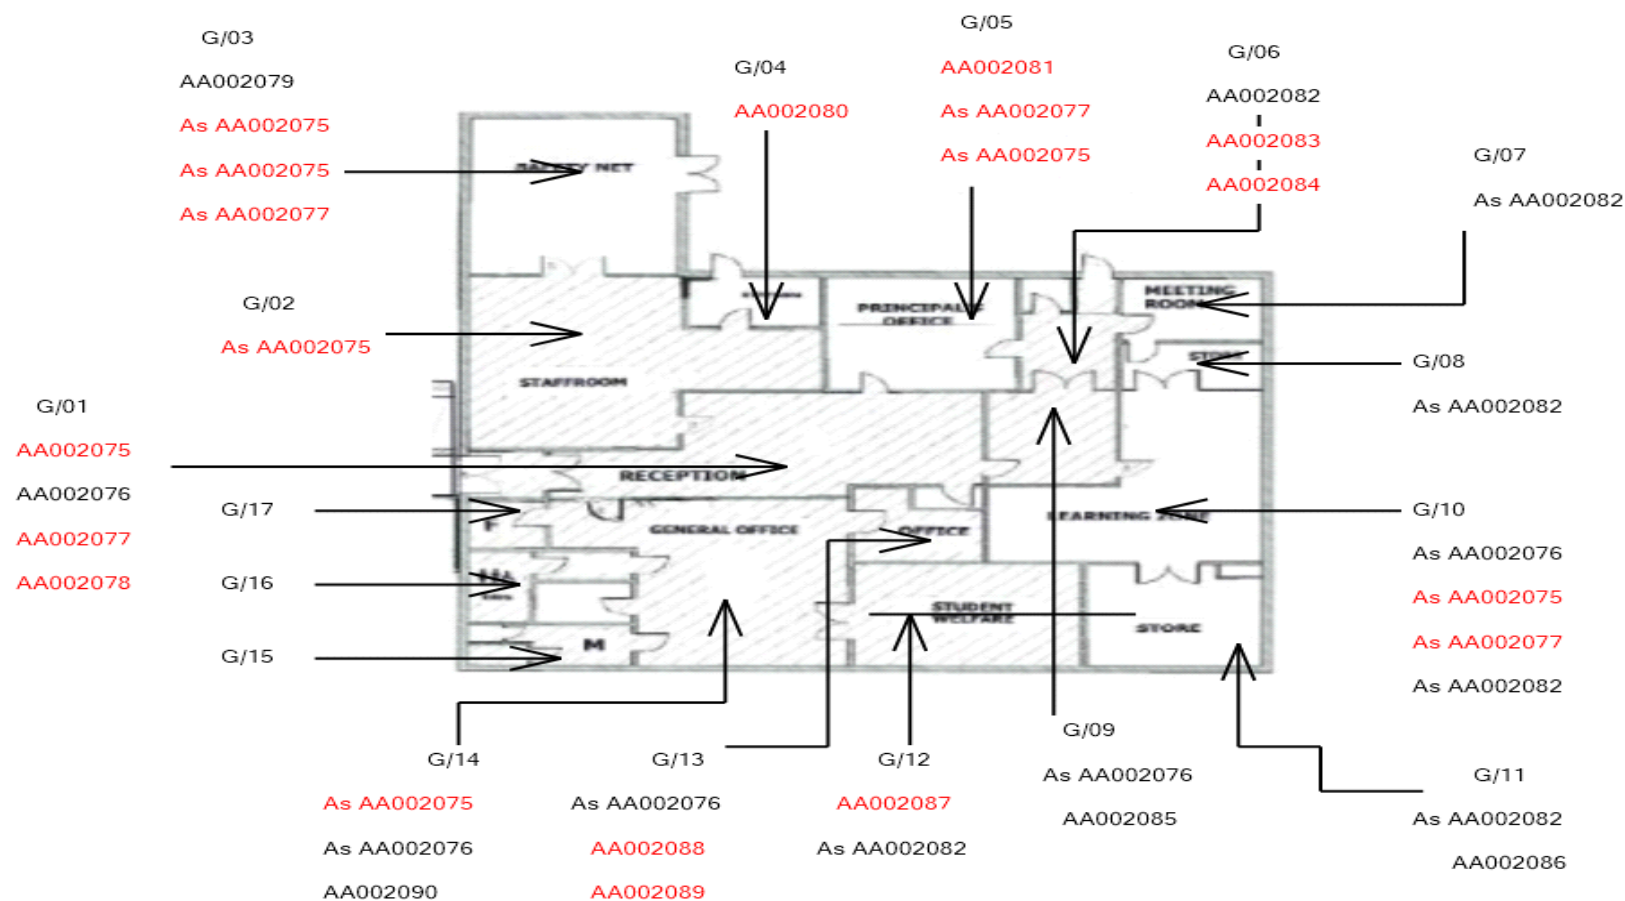 G/03
AA002079
As AA002075
As AA002075
As AA002077
G/04
AA002080
G/05
AA002081
As AA002077
As AA002075
G/06
AA002082
AA002083
AA002084
G/07
As AA002082
SAFETY NET
G/02
As AA002075
MEETING
ROOM
PRINCIPALS
OFFICE
STORE
G/08
As AA002082
STAFFROOM
G/01
AA002075
AA002076
AA002077
AA002078
RECEPTION
G/17
F
GENERAL OFFICE
OFFICE
LEARNING ZONE
G/10
As AA002076
As AA002075
As AA002077
As AA002082
G/16
STUDENT
WELFARE
STORE
G/15
M
G/14
As AA002075
As AA002076
AA002090
G/13
As AA002076
AA002088
AA002089
G/12
AA002087
As AA002082
G/09
As AA002076
AA002085
G/11
As AA002082
AA002086